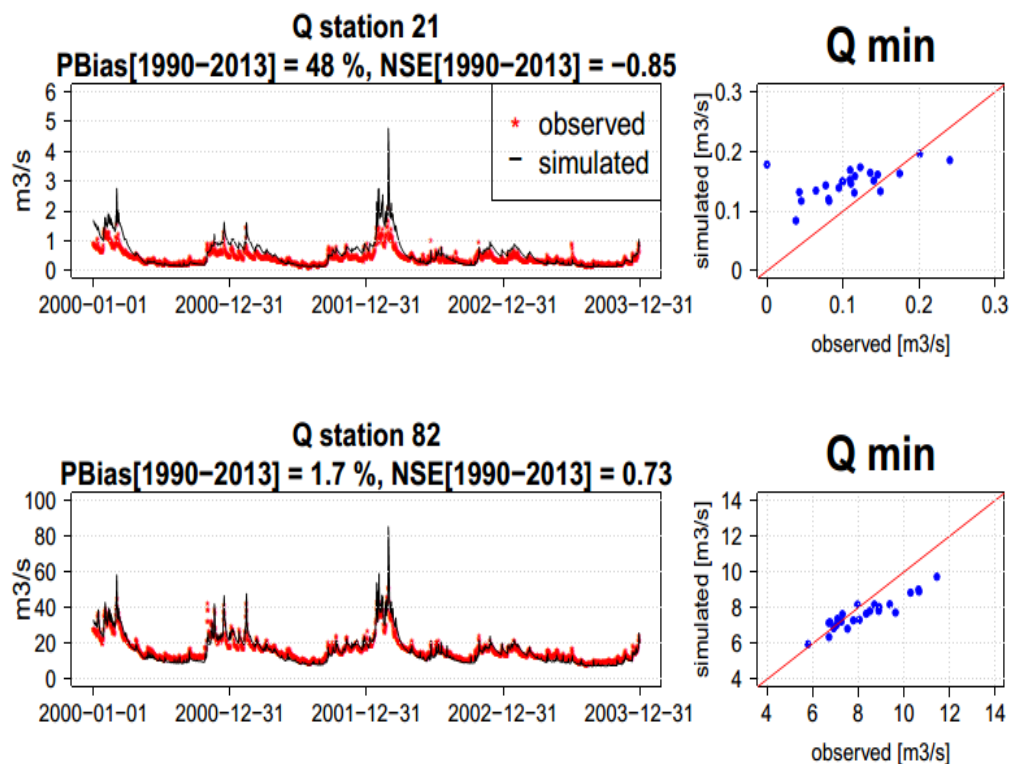 Q station 21
PBias[1990−2013] = 48 %, NSE[1990−2013] = −0.85
m3/s
6
5
4
3
2
1
0
* observed
− simulated
2000−01−01 2000−12−31 2001−12−31 2002−12−31 2003−12−31
Q min
simulated [m3/s]
0.3
0.2
0.1
0
0 0.1 0.2 0.3
observed [m3/s]
Q station 82
PBias[1990−2013] = 1.7 %, NSE[1990−2013] = 0.73
m3/s
100
80
60
40
20
0
2000−01−01 2000−12−31 2001−12−31 2002−12−31 2003−12−31
Q min
simulated [m3/s]
14
12
10
8
6
4
4 6 8 10 12 14
observed [m3/s]